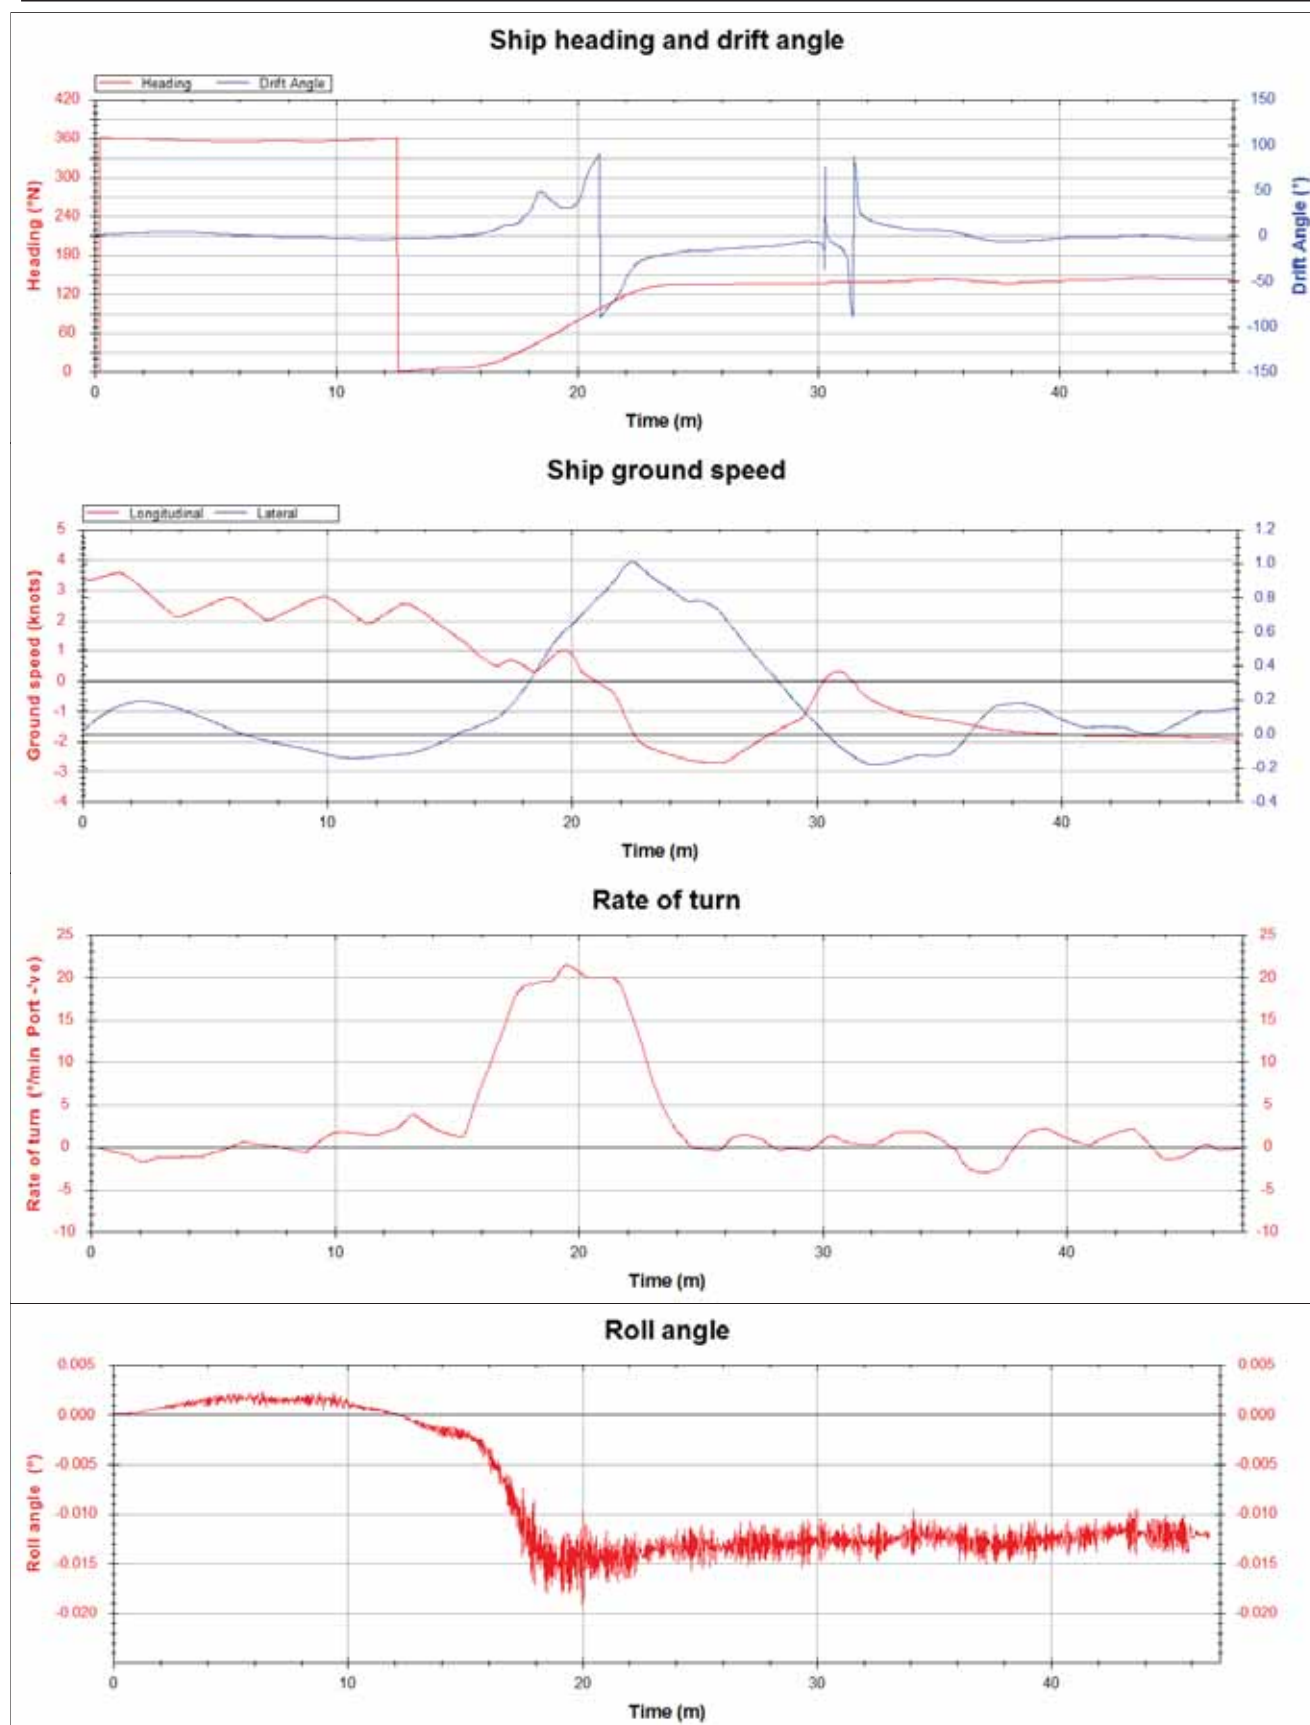 Ship heading and drift angle
Heading Drift Angle
420 150
360 100
300 50
240 0
180 -50
120 -100
60 -150
0
Heading (°N)
Drift Angle (°)
0 10 20 30 40
Time (m)
Ship ground speed
Longitudinal Lateral
5 1.2
4 1.0
3 0.8
2 0.6
1 0.4
0 0.2
-1 0.0
-2 -0.2
-3 -0.4
-4
Ground speed (knots)
0 10 20 30 40
Time (m)
Rate of turn
25 25
20 20
15 15
10 10
5 5
0 0
-5 -5
-10 -10
Rate of turn (°/min Port -'ve)
0 10 20 30 40
Time (m)
Roll angle
0.005 0.005
0.000 0.000
-0.005 -0.005
-0.010 -0.010
-0.015 -0.015
-0.020 -0.020
Roll angle (°)
0 10 20 30 40
Time (m)